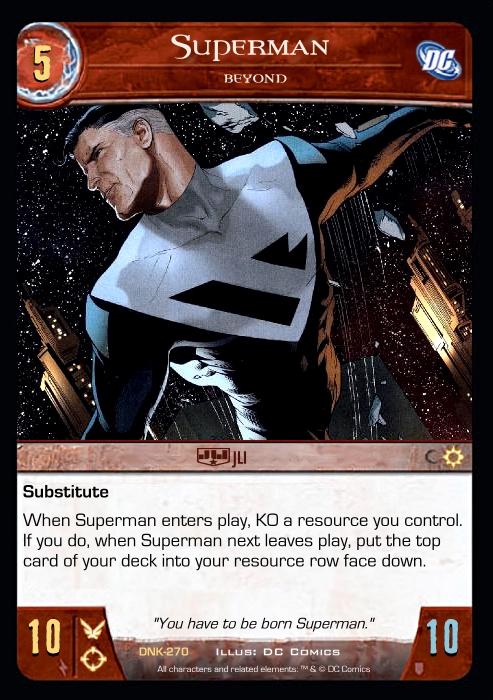 5
Superman
DC
BEYOND
JLI
C
Substitute
When Superman enters play, KO a resource you control.
If you do, when Superman next leaves play, put the top
card of your deck into your resource row face down.
"You have to be born Superman."
10
10
DNK-270 ILLUS: DC COMICS
All characters and related elements: ™ & © DC Comics